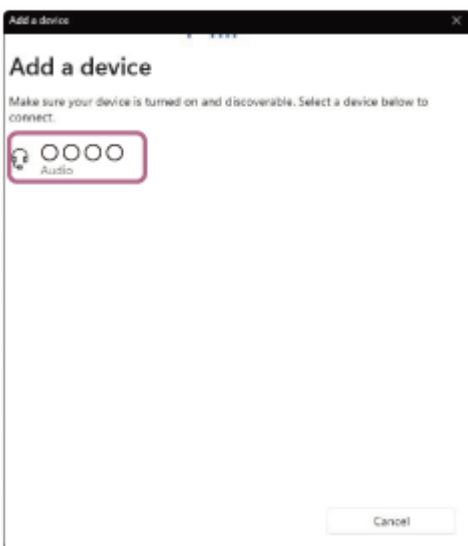 Add a device
Add a device
Make sure your device is turned on and discoverable. Select a device below to
connect.
○○○○
Audio
Cancel